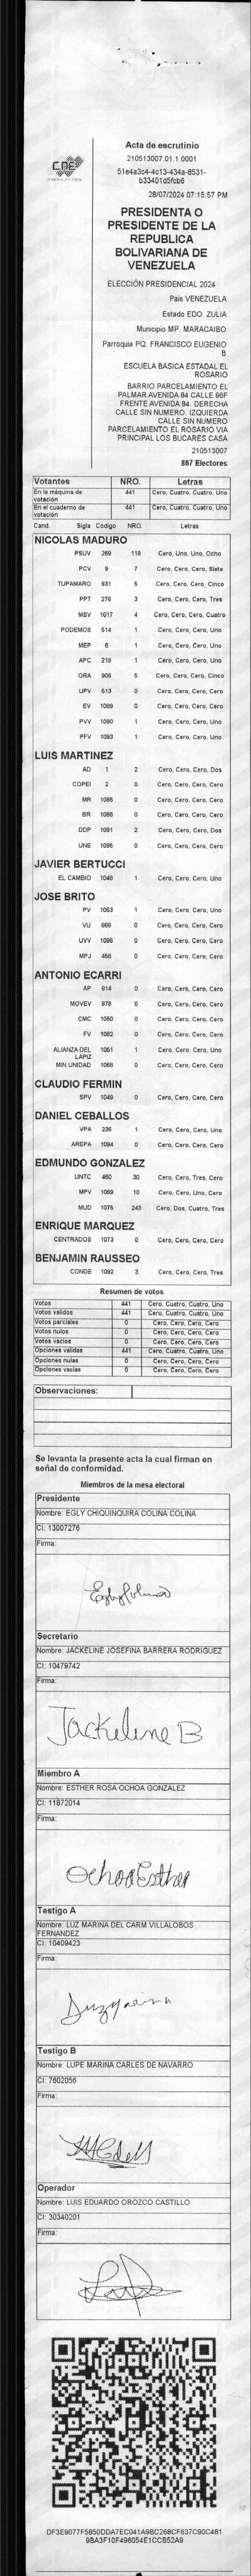 CNE
Acta de escrutinio
210513007.01.1.0001
51e4a3c4-4c13-434a-8531-
b33401d5fcb6
28/07/2024 07:15:57 PM
PRESIDENTA O
PRESIDENTE DE LA
REPUBLICA
BOLIVARIANA DE
VENEZUELA
ELECCIÓN PRESIDENCIAL 2024
Pais VENEZUELA
Estado EDO. ZULIA
Municipio MP. MARACAIBO
Parroquia PQ. FRANCISCO EUGENIO
B
ESCUELA BASICA ESTADAL EL
ROSARIO
BARRIO PARCELAMIENTO EL
PALMAR AVENIDA 84 CALLE 96F
FRENTE AVENIDA 84. DERECHA
CALLE SIN NUMERO. IZQUIERDA
CALLE SIN NUMERO
PARCELAMIENTO EL ROSARIO VIA
PRINCIPAL LOS BUCARES CASA
210513007
867 Electores
Votantes NRO. Letras
En la máquina de votación 441 Cero, Cuatro, Cuatro, Uno
En el cuaderno de votación 441 Cero, Cuatro, Cuatro, Uno
Cand. Sigla Código NRO. Letras
NICOLAS MADURO
PSUV 269 118 Cero, Uno, Uno, Ocho
PCV 9 7 Cero, Cero, Cero, Siete
TUPAMARO 931 5 Cero, Cero, Cero, Cinco
PPT 275 3 Cero, Cero, Cero, Tres
MSV 1017 4 Cero, Cero, Cero, Cuatro
PODEMOS 514 1 Cero, Cero, Cero, Uno
MEP 6 1 Cero, Cero, Cero, Uno
APC 219 1 Cero, Cero, Cero, Uno
ORA 906 5 Cero, Cero, Cero, Cinco
UPV 513 0 Cero, Cero, Cero, Cero
EV 1089 0 Cero, Cero, Cero, Cero
PVV 1090 1 Cero, Cero, Cero, Uno
PFV 1093 1 Cero, Cero, Cero, Uno
LUIS MARTINEZ
AD 1 2 Cero, Cero, Cero, Dos
COPEI 2 0 Cero, Cero, Cero, Cero
MR 1065 0 Cero, Cero, Cero, Cero
BR 1066 0 Cero, Cero, Cero, Cero
DDP 1091 2 Cero, Cero, Cero, Dos
UNE 1095 0 Cero, Cero, Cero, Cero
JAVIER BERTUCCI
EL CAMBIO 1048 1 Cero, Cero, Cero, Uno
JOSE BRITO
PV 1053 1 Cero, Cero, Cero, Uno
VU 868 0 Cero, Cero, Cero, Cero
UVV 1096 0 Cero, Cero, Cero, Cero
MPJ 456 0 Cero, Cero, Cero, Cero
ANTONIO ECARRI
AP 914 0 Cero, Cero, Cero, Cero
MOVEV 978 0 Cero, Cero, Cero, Cero
CMC 1050 0 Cero, Cero, Cero, Cero
FV 1082 0 Cero, Cero, Cero, Cero
ALIANZA DEL LAPIZ 1051 1 Cero, Cero, Cero, Uno
MIN UNIDAD 1058 0 Cero, Cero, Cero, Cero
CLAUDIO FERMIN
SPV 1049 0 Cero, Cero, Cero, Cero
DANIEL CEBALLOS
VPA 236 1 Cero, Cero, Cero, Uno
AREPA 1094 0 Cero, Cero, Cero, Cero
EDMUNDO GONZALEZ
UNTC 460 30 Cero, Cero, Tres, Cero
MPV 1069 10 Cero, Cero, Uno, Cero
MUD 1075 243 Cero, Dos, Cuatro, Tres
ENRIQUE MARQUEZ
CENTRADOS 1073 0 Cero, Cero, Cero, Cero
BENJAMIN RAUSSEO
CONDE 1092 3 Cero, Cero, Cero, Tres
Resumen de votos
Votos 441 Cero, Cuatro, Cuatro, Uno
Votos validos 441 Cero, Cuatro, Cuatro, Uno
Votos parciales 0 Cero, Cero, Cero, Cero
Votos nulos 0 Cero, Cero, Cero, Cero
Votos vacios 0 Cero, Cero, Cero, Cero
Opciones validas 441 Cero, Cuatro, Cuatro, Uno
Opciones nulas 0 Cero, Cero, Cero, Cero
Opciones vacias 0 Cero, Cero, Cero, Cero
Observaciones:
Se levanta la presente acta la cual firman en
señal de conformidad.
Miembros de la mesa electoral
Presidente
Nombre: EGLY CHIQUINQUIRA COLINA COLINA
CI: 13007276
Firma:
Egly Colina
Secretario
Nombre: JACKELINE JOSEFINA BARRERA RODRIGUEZ
CI: 10479742
Firma:
Jackeline B
Miembro A
Nombre: ESTHER ROSA OCHOA GONZALEZ
CI: 11872014
Firma:
Ochoa Esther
Testigo A
Nombre: LUZ MARINA DEL CARM VILLALOBOS
FERNANDEZ
CI: 10409423
Firma:
Testigo B
Nombre: LUPE MARINA CARLES DE NAVARRO
CI: 7602056
Firma:
Operador
Nombre: LUIS EDUARDO OROZCO CASTILLO
CI: 30340201
Firma:
DF3E9077F5850DDA7EC041A9BC268CF637C90C481
9BA3F10F496054E1CCB52A9